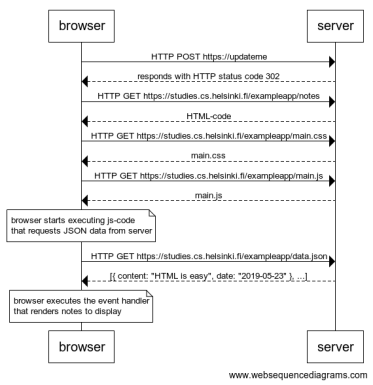 browser
server
HTTP POST https://updateme
responds with HTTP status code 302
HTTP GET https://studies.cs.helsinki.fi/exampleapp/notes
HTML-code
HTTP GET https://studies.cs.helsinki.fi/exampleapp/main.css
main.css
HTTP GET https://studies.cs.helsinki.fi/exampleapp/main.js
main.js
browser starts executing js-code
that requests JSON data from server
HTTP GET https://studies.cs.helsinki.fi/exampleapp/data.json
[{ content: "HTML is easy", date: "2019-05-23" }, ...]
browser executes the event handler
that renders notes to display
browser
server
www.websequencediagrams.com